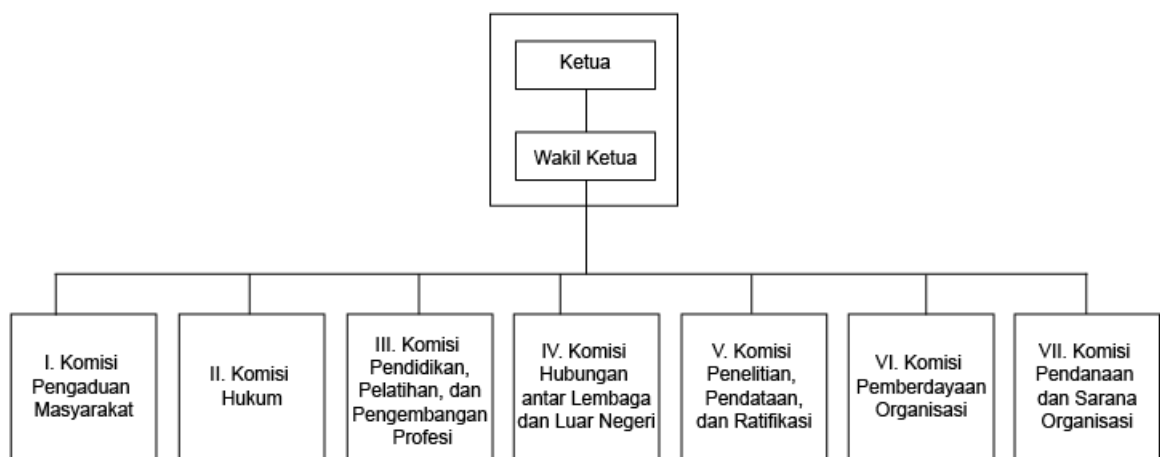 Ketua
Wakil Ketua
I. Komisi
Pengaduan
Masyarakat
II. Komisi
Hukum
III. Komisi
Pendidikan,
Pelatihan, dan
Pengembangan
Profesi
IV. Komisi
Hubungan
antar Lembaga
dan Luar Negeri
V. Komisi
Penelitian,
Pendataan,
dan Ratifikasi
VI. Komisi
Pemberdayaan
Organisasi
VII. Komisi
Pendanaan
dan Sarana
Organisasi